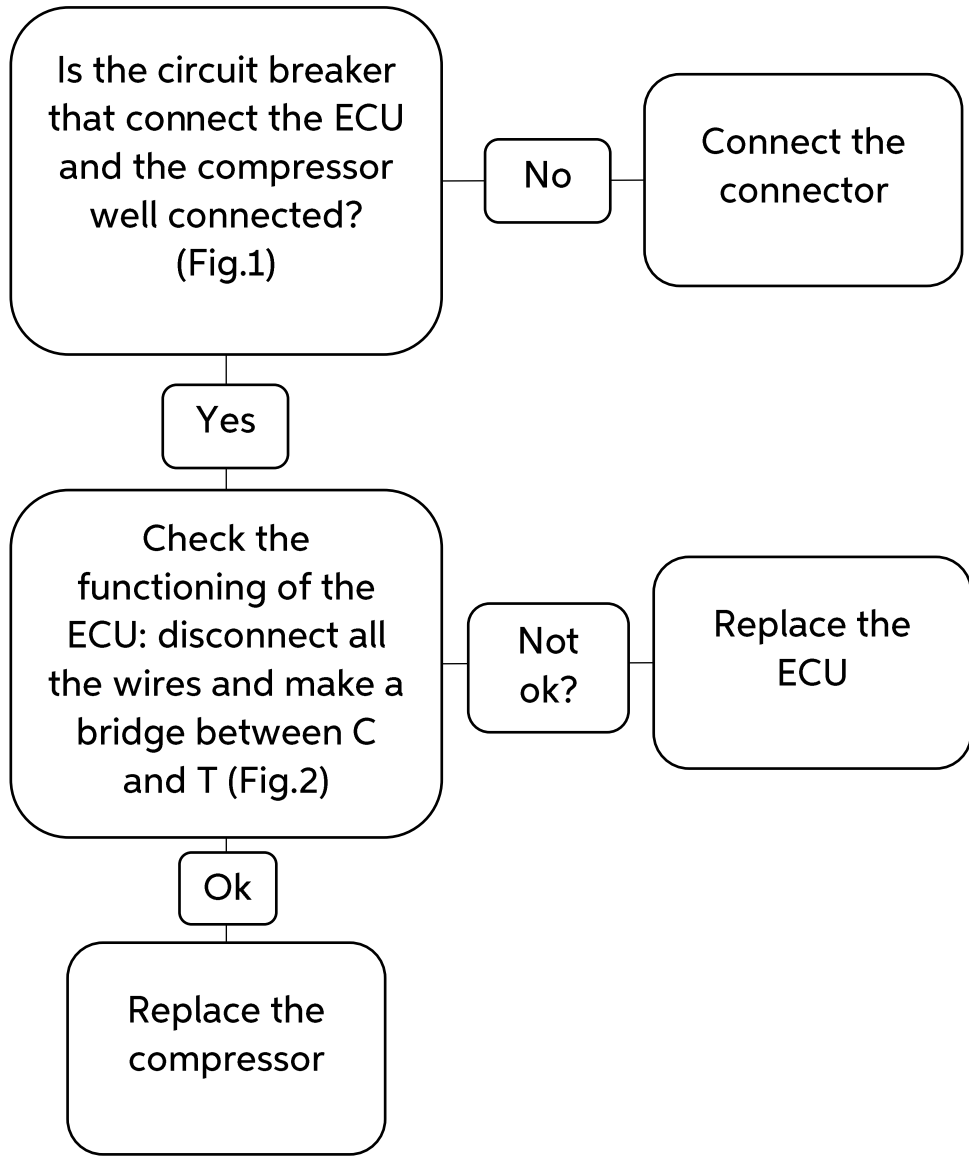 Is the circuit breaker
that connect the ECU
and the compressor
well connected?
(Fig.1)
No
Connect the
connector
Yes
Check the
functioning of the
ECU: disconnect all
the wires and make a
bridge between C
and T (Fig.2)
Not
ok?
Replace the
ECU
Ok
Replace the
compressor